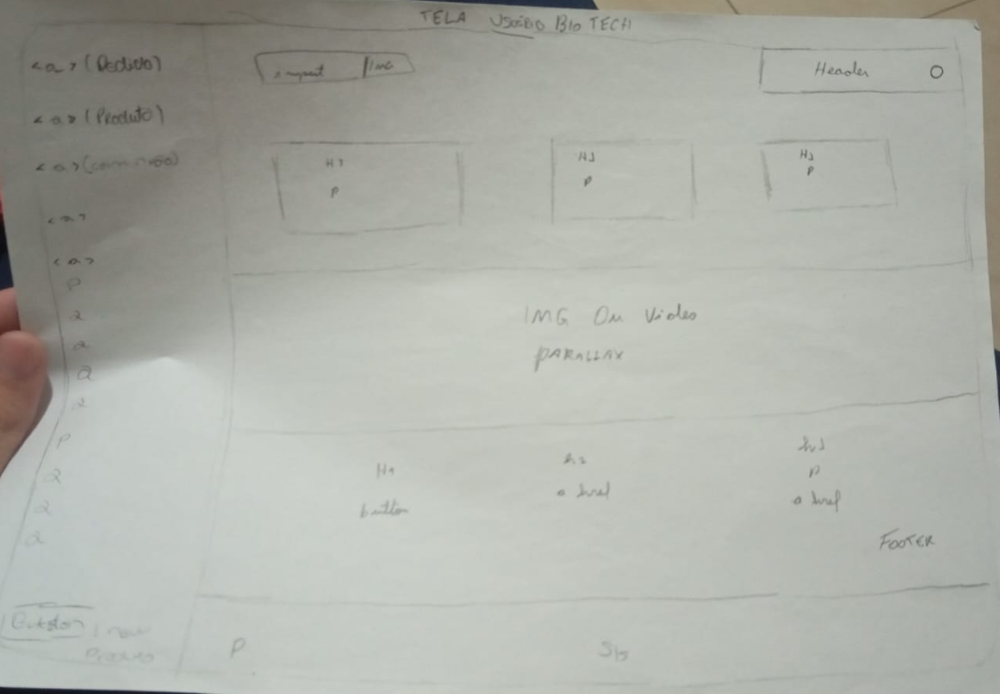 TELA USUÁRIO BIO TECH
<a> (Pedido)
<a> (Produto)
<a>
<a>
<a>
P
a
a
a
a
P
a
a
a
Button
input | img
Header
H1
P
H1
P
H1
P
IMG Ou Video
PARALLAX
H1
button
h1
a href
h1
P
a href
FOOTER
P